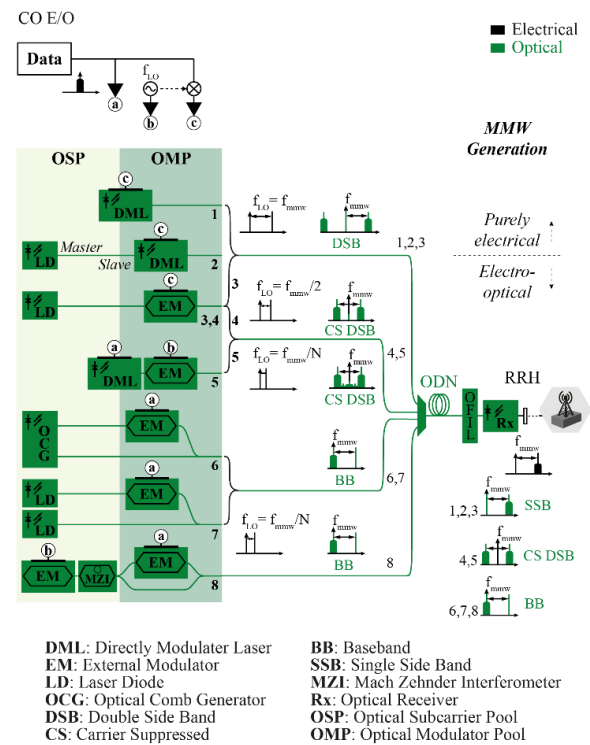 CO E/O
Electrical
Optical
Data
fLO
a
b
c
MMW
Generation
OSP
OMP
c
DML
1
fLO= fmmw
DSB
1,2,3
Purely
electrical
Electro-
optical
LD
Master
Slave
c
DML
2
3
LD
c
EM
3,4
4
fLO= fmmw/2
fmmw
CS DSB
a
DML
b
EM
5
5
fLO= fmmw/N
fmmw
CS DSB
4,5
ODN
OFIL
Rx
RRH
fmmw
OCG
a
EM
6
fmmw
BB
6,7
1,2,3
fmmw
SSB
LD
LD
a
EM
7
fLO= fmmw/N
fmmw
BB
4,5
fmmw
CS DSB
b
EM
MZI
a
EM
8
8
6,7,8
fmmw
BB
DML: Directly Modulater Laser
EM: External Modulator
LD: Laser Diode
OCG: Optical Comb Generator
DSB: Double Side Band
CS: Carrier Suppressed
BB: Baseband
SSB: Single Side Band
MZI: Mach Zehnder Interferometer
Rx: Optical Receiver
OSP: Optical Subcarrier Pool
OMP: Optical Modulator Pool